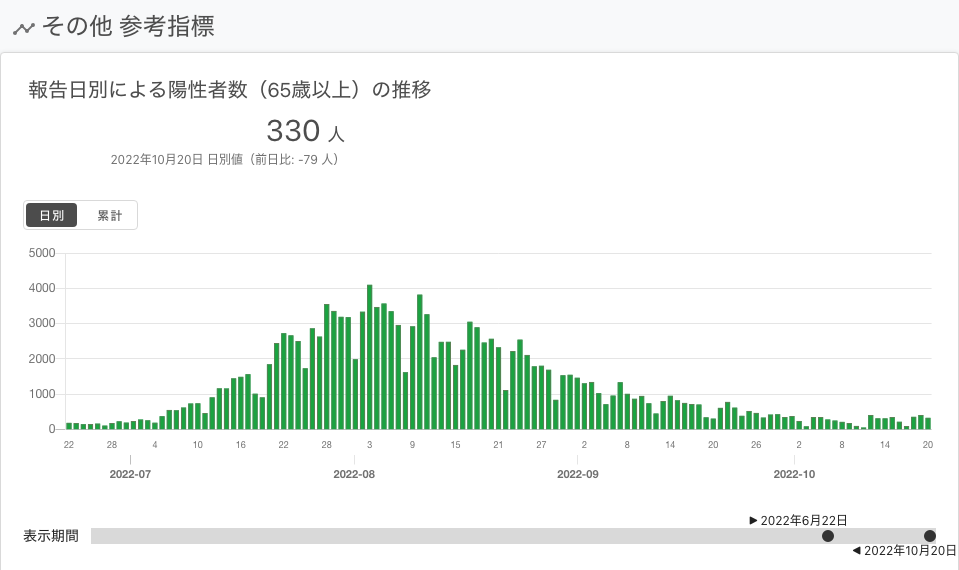 その他 参考指標
報告日別による陽性者数（65歳以上）の推移
330 人
2022年10月20日 日別値（前日比: -79 人）
日別 累計
5000
4000
3000
2000
1000
0
22 28 4 10 16 22 28 3 9 15 21 27 2 8 14 20 26 2 8 14 20
2022-07 2022-08 2022-09 2022-10
▶ 2022年6月22日
表示期間
◀ 2022年10月20日